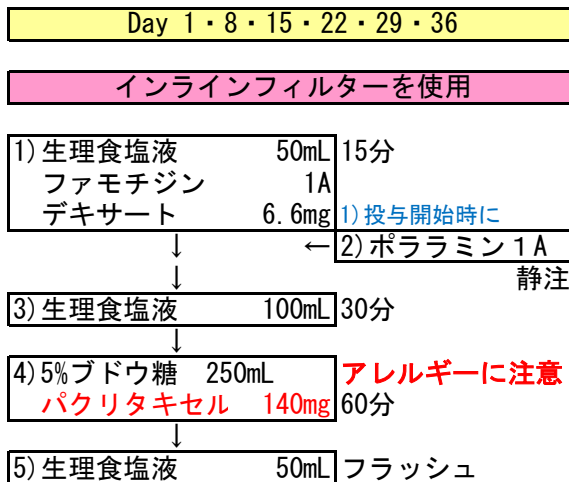 Day 1・8・15・22・29・36
インラインフィルターを使用
1)生理食塩液 50mL 15分
ファモチジン 1A
デキサート 6.6mg 1)投与開始時に
↓ ← 2)ポララミン1A
↓ 静注
3)生理食塩液 100mL 30分
↓
4)5%ブドウ糖 250mL アレルギーに注意
パクリタキセル 140mg 60分
↓
5)生理食塩液 50mL フラッシュ